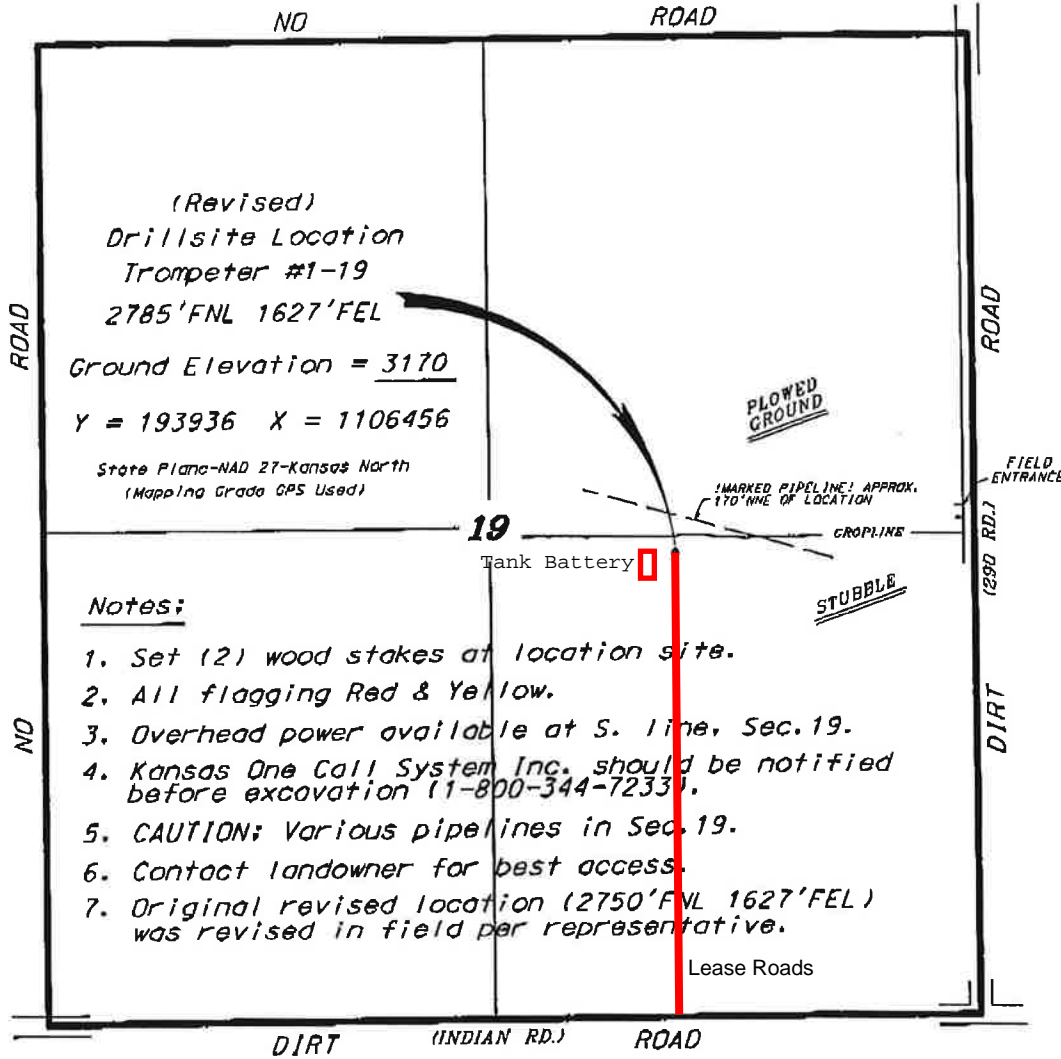 NO ROAD
(Revised)
Drillsite Location
Trompeter #1-19
2785'FNL 1627'FEL
Ground Elevation = 3170
Y = 193936 X = 1106456
State Plane-NAD 27-Kansas North
(Mapping Grade GPS Used)
ROAD
NO
PLOWED
GROUND
!MARKED PIPELINE! APPROX.
170'NNE OF LOCATION
FIELD
ENTRANCE
19
CROPLINE
Tank Battery
STUBBLE
ROAD
(290 RD.)
DIRT
Notes:
1. Set (2) wood stakes at location site.
2. All flagging Red & Yellow.
3. Overhead power available at S. line, Sec.19.
4. Kansas One Call System Inc. should be notified
before excavation (1-800-344-7233).
5. CAUTION: Various pipelines in Sec.19.
6. Contact landowner for best access.
7. Original revised location (2750'FNL 1627'FEL)
was revised in field per representative.
Lease Roads
DIRT (INDIAN RD.) ROAD